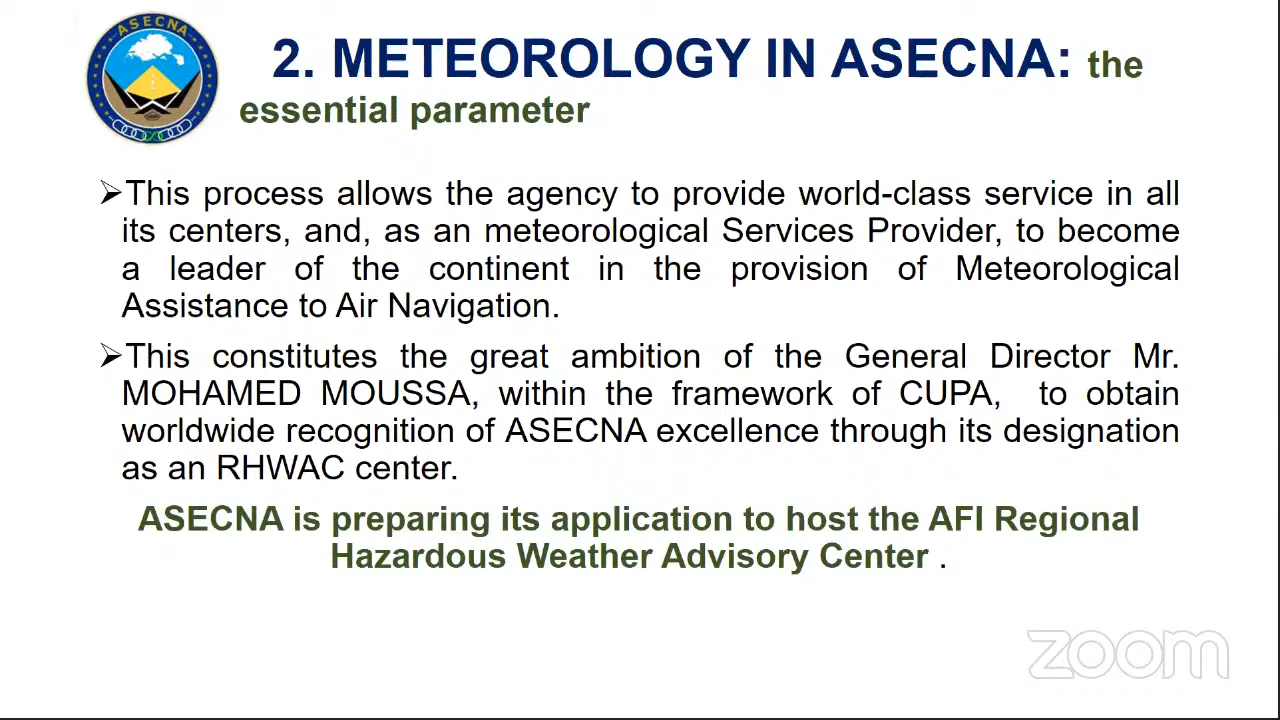 ASECNA
2. METEOROLOGY IN ASECNA: the
essential parameter
➢This process allows the agency to provide world-class service in all
its centers, and, as an meteorological Services Provider, to become
a leader of the continent in the provision of Meteorological
Assistance to Air Navigation.
➢This constitutes the great ambition of the General Director Mr.
MOHAMED MOUSSA, within the framework of CUPA,  to obtain
worldwide recognition of ASECNA excellence through its designation
as an RHWAC center.
ASECNA is preparing its application to host the AFI Regional
Hazardous Weather Advisory Center .
zoom